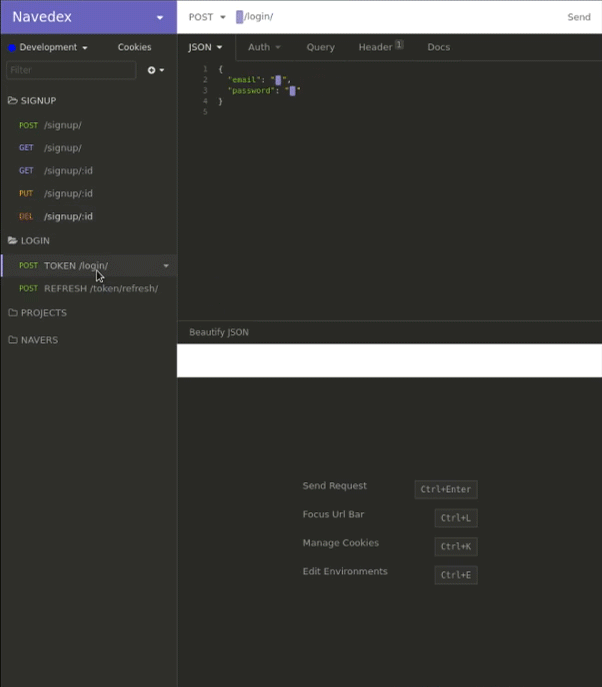 Navedex
POST /login/ Send
Development Cookies
JSON Auth Query Header 1 Docs
Filter
1 {
2 "email": "",
3 "password": ""
4 }
5
SIGNUP
POST /signup/
GET /signup/
GET /signup/:id
PUT /signup/:id
DEL /signup/:id
LOGIN
POST TOKEN /login/
POST REFRESH /token/refresh/
PROJECTS
NAVERS
Beautify JSON
Send Request Ctrl+Enter
Focus Url Bar Ctrl+L
Manage Cookies Ctrl+K
Edit Environments Ctrl+E